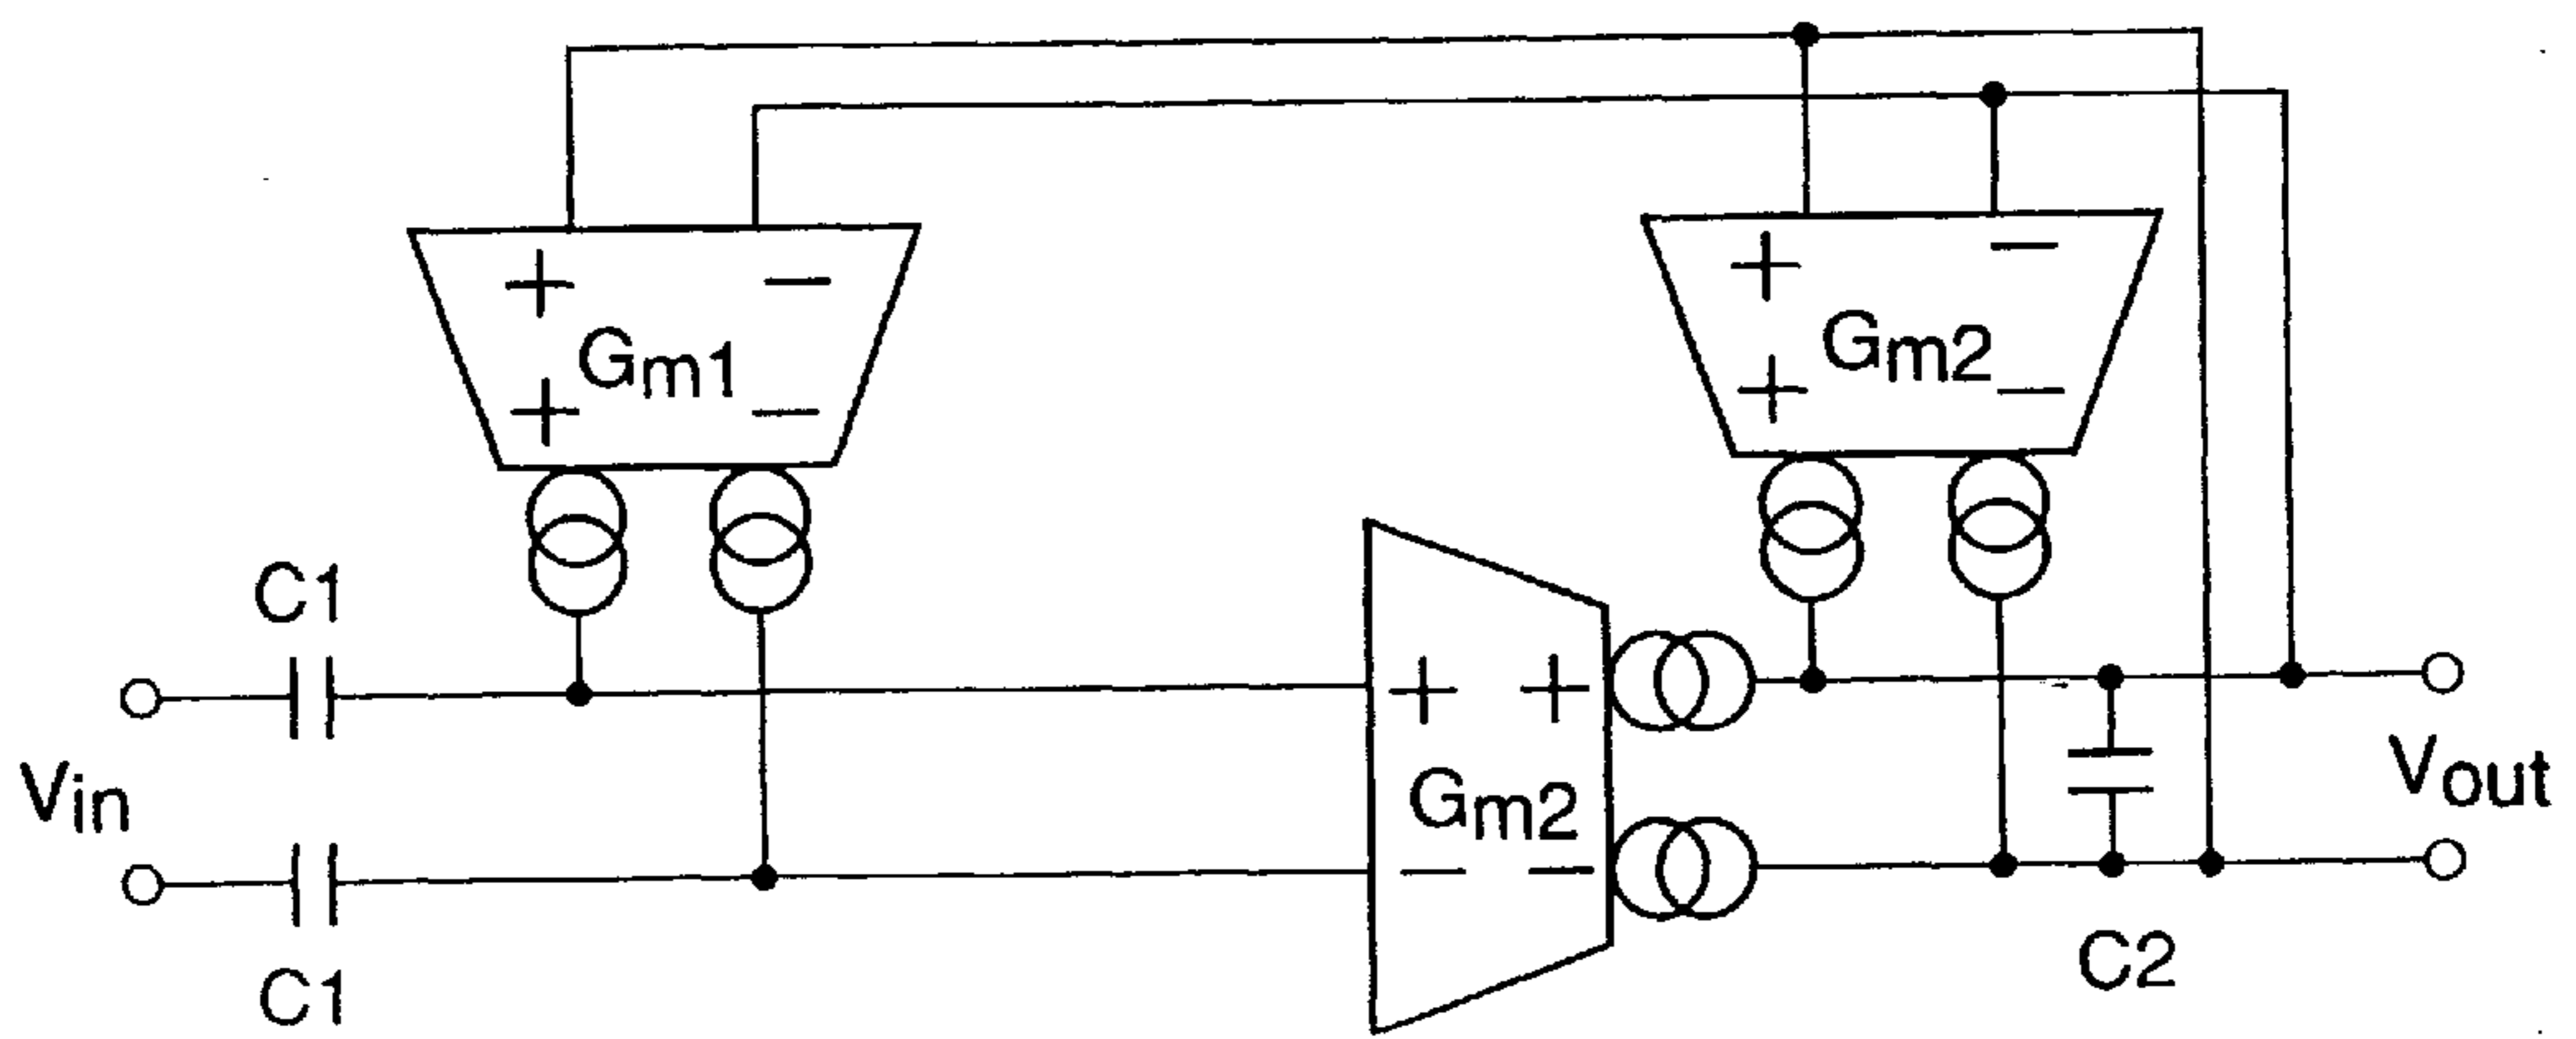 + −
Gm1
+ −
+ −
Gm2
+ −
C1
+ +
Vin
Gm2
Vout
− −
C1
C2